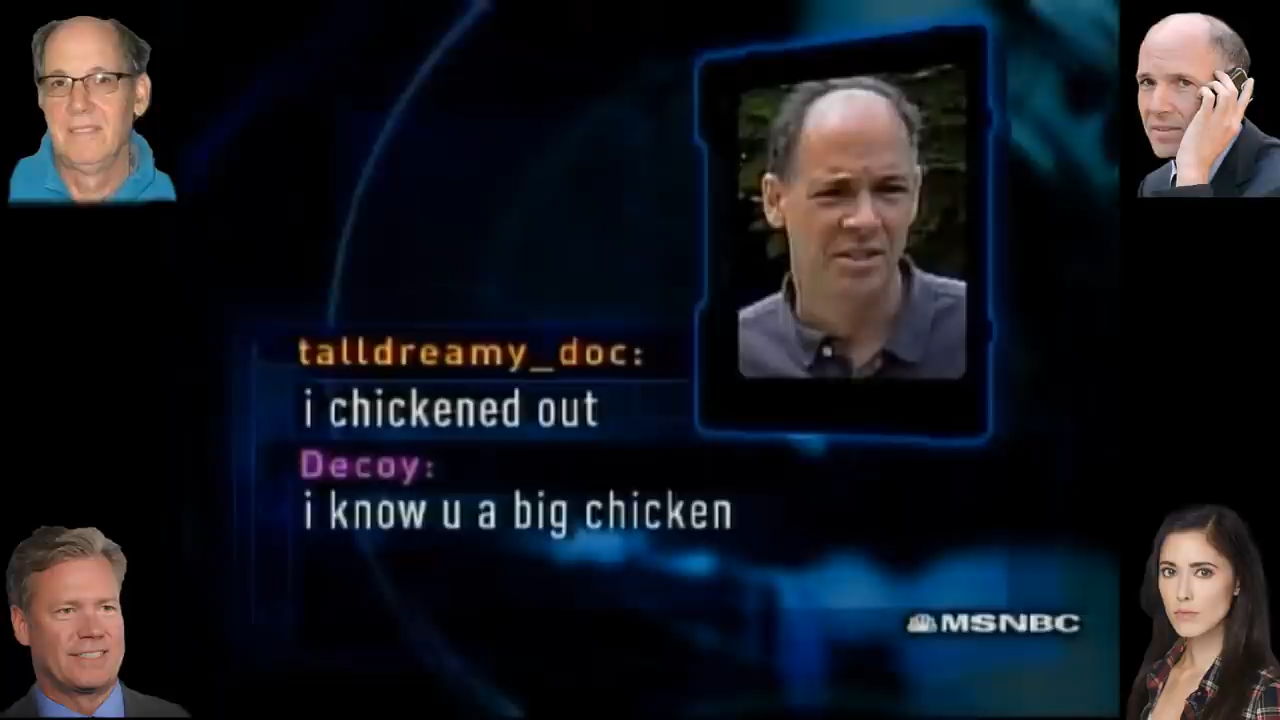 talldreamy_doc:
i chickened out
Decoy:
i know u a big chicken
MSNBC